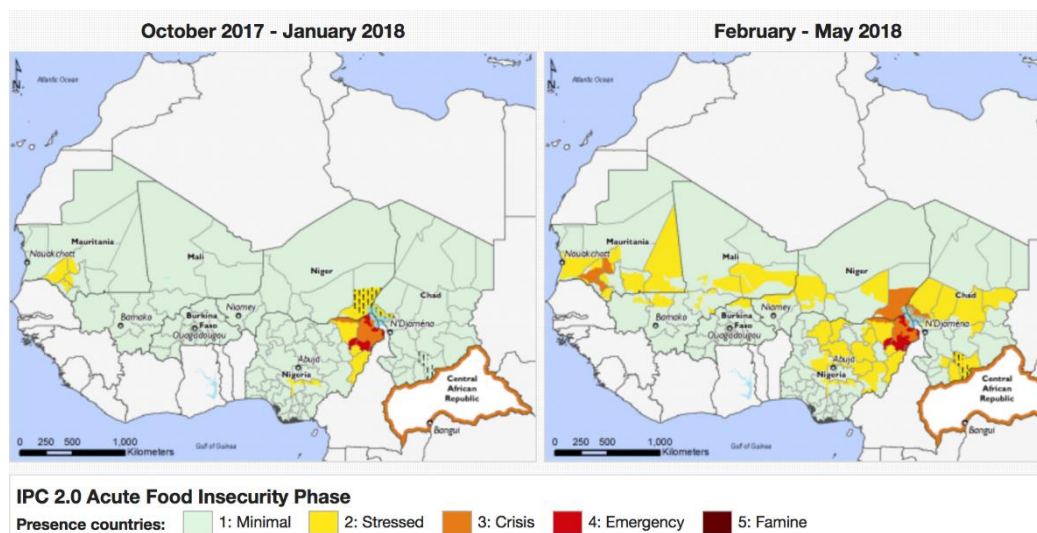 October 2017 - January 2018
February - May 2018
N
Atlantic Ocean
Mauritania
Nouakchott
Mali
Niger
Chad
Bamako
Burkina
Faso
Ouagadougou
Niamey
N'Djaména
Abuja
Nigeria
Central
African
Republic
Bangui
Gulf of Guinea
0 250 500 1,000
Kilometers
N
Atlantic Ocean
Mauritania
Nouakchott
Mali
Niger
Chad
Bamako
Burkina
Faso
Ouagadougou
Niamey
N'Djaména
Abuja
Nigeria
Central
African
Republic
Bangui
Gulf of Guinea
0 250 500 1,000
Kilometers
IPC 2.0 Acute Food Insecurity Phase
Presence countries: 1: Minimal 2: Stressed 3: Crisis 4: Emergency 5: Famine